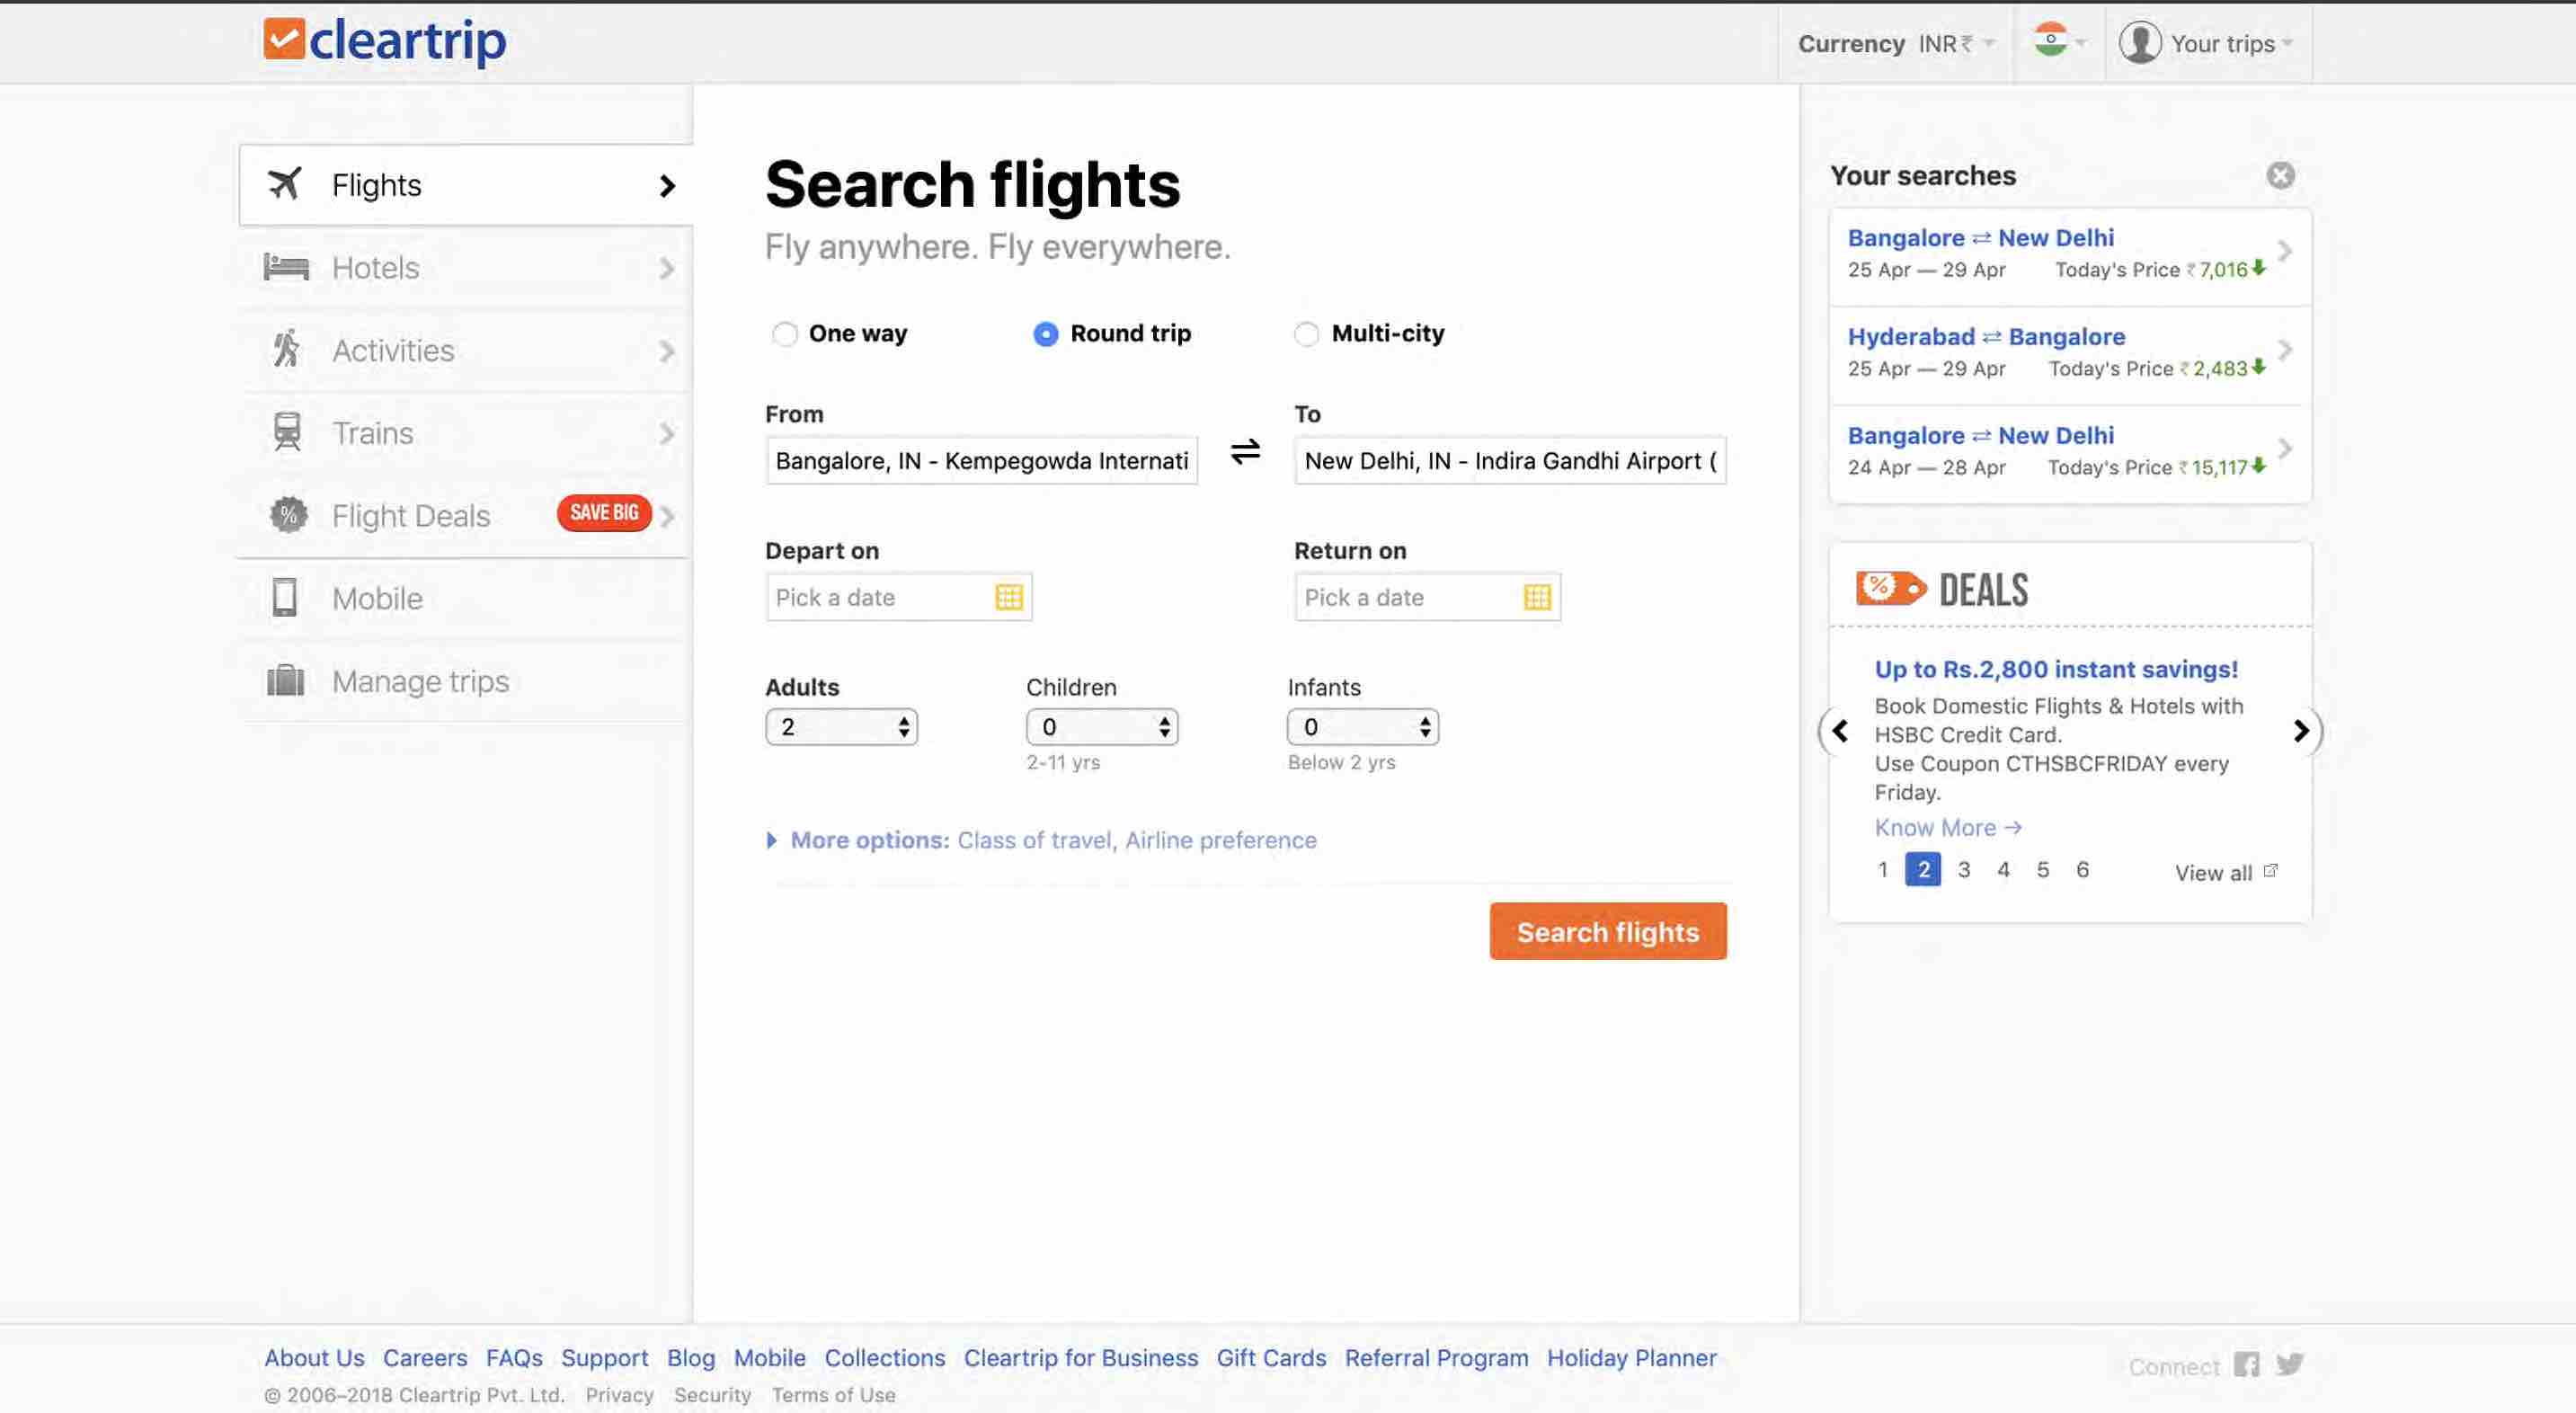 cleartrip
Currency INR₹
Your trips
Flights
Hotels
Activities
Trains
Flight Deals SAVE BIG
Mobile
Manage trips
Search flights
Fly anywhere. Fly everywhere.
One way Round trip Multi-city
From To
Bangalore, IN - Kempegowda Internati New Delhi, IN - Indira Gandhi Airport (
Depart on Return on
Pick a date Pick a date
Adults Children Infants
2 0 0
2-11 yrs Below 2 yrs
More options: Class of travel, Airline preference
Search flights
Your searches
Bangalore ⇌ New Delhi
25 Apr — 29 Apr Today's Price ₹7,016
Hyderabad ⇌ Bangalore
25 Apr — 29 Apr Today's Price ₹2,483
Bangalore ⇌ New Delhi
24 Apr — 28 Apr Today's Price ₹15,117
% DEALS
Up to Rs.2,800 instant savings!
Book Domestic Flights & Hotels with
HSBC Credit Card.
Use Coupon CTHSBCFRIDAY every
Friday.
Know More →
1 2 3 4 5 6 View all
About Us Careers FAQs Support Blog Mobile Collections Cleartrip for Business Gift Cards Referral Program Holiday Planner
© 2006–2018 Cleartrip Pvt. Ltd. Privacy Security Terms of Use
Connect